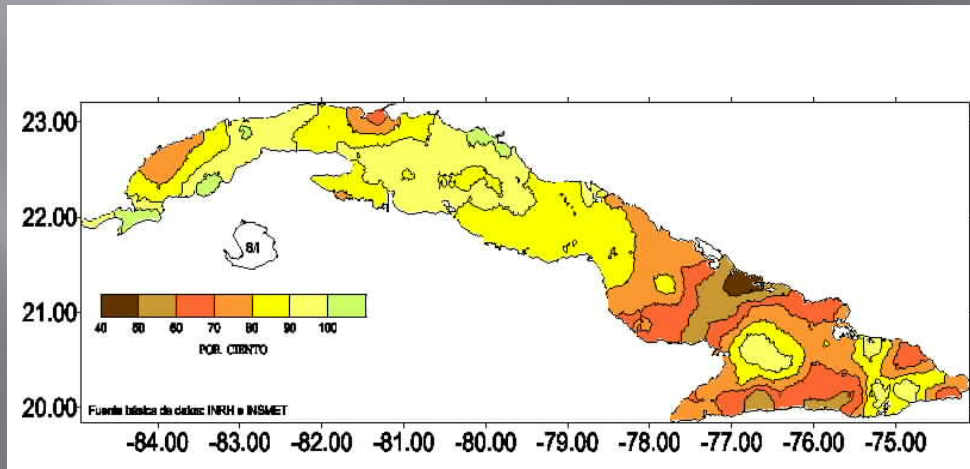 23.00
22.00
S/I
21.00
40 50 60 70 80 90 100
POR CIENTO
20.00
Fuente básica de datos: INRH e INSMET
-84.00 -83.00 -82.00 -81.00 -80.00 -79.00 -78.00 -77.00 -76.00 -75.00